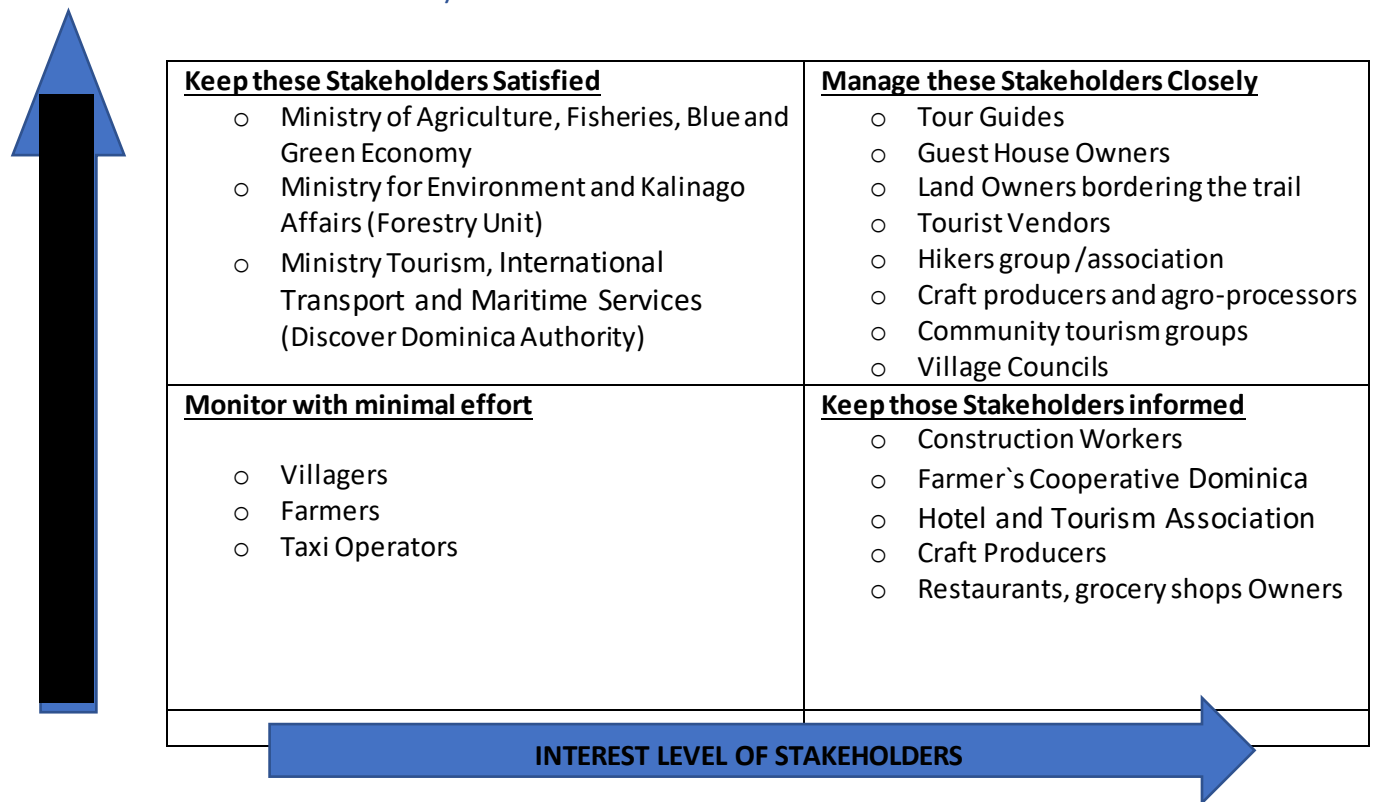 Keep these Stakeholders Satisfied
o Ministry of Agriculture, Fisheries, Blue and
Green Economy
o Ministry for Environment and Kalinago
Affairs (Forestry Unit)
o Ministry Tourism, International
Transport and Maritime Services
(Discover Dominica Authority)
Manage these Stakeholders Closely
o Tour Guides
o Guest House Owners
o Land Owners bordering the trail
o Tourist Vendors
o Hikers group /association
o Craft producers and agro-processors
o Community tourism groups
o Village Councils
Monitor with minimal effort
o Villagers
o Farmers
o Taxi Operators
Keep those Stakeholders informed
o Construction Workers
o Farmer`s Cooperative Dominica
o Hotel and Tourism Association
o Craft Producers
o Restaurants, grocery shops Owners
INTEREST LEVEL OF STAKEHOLDERS